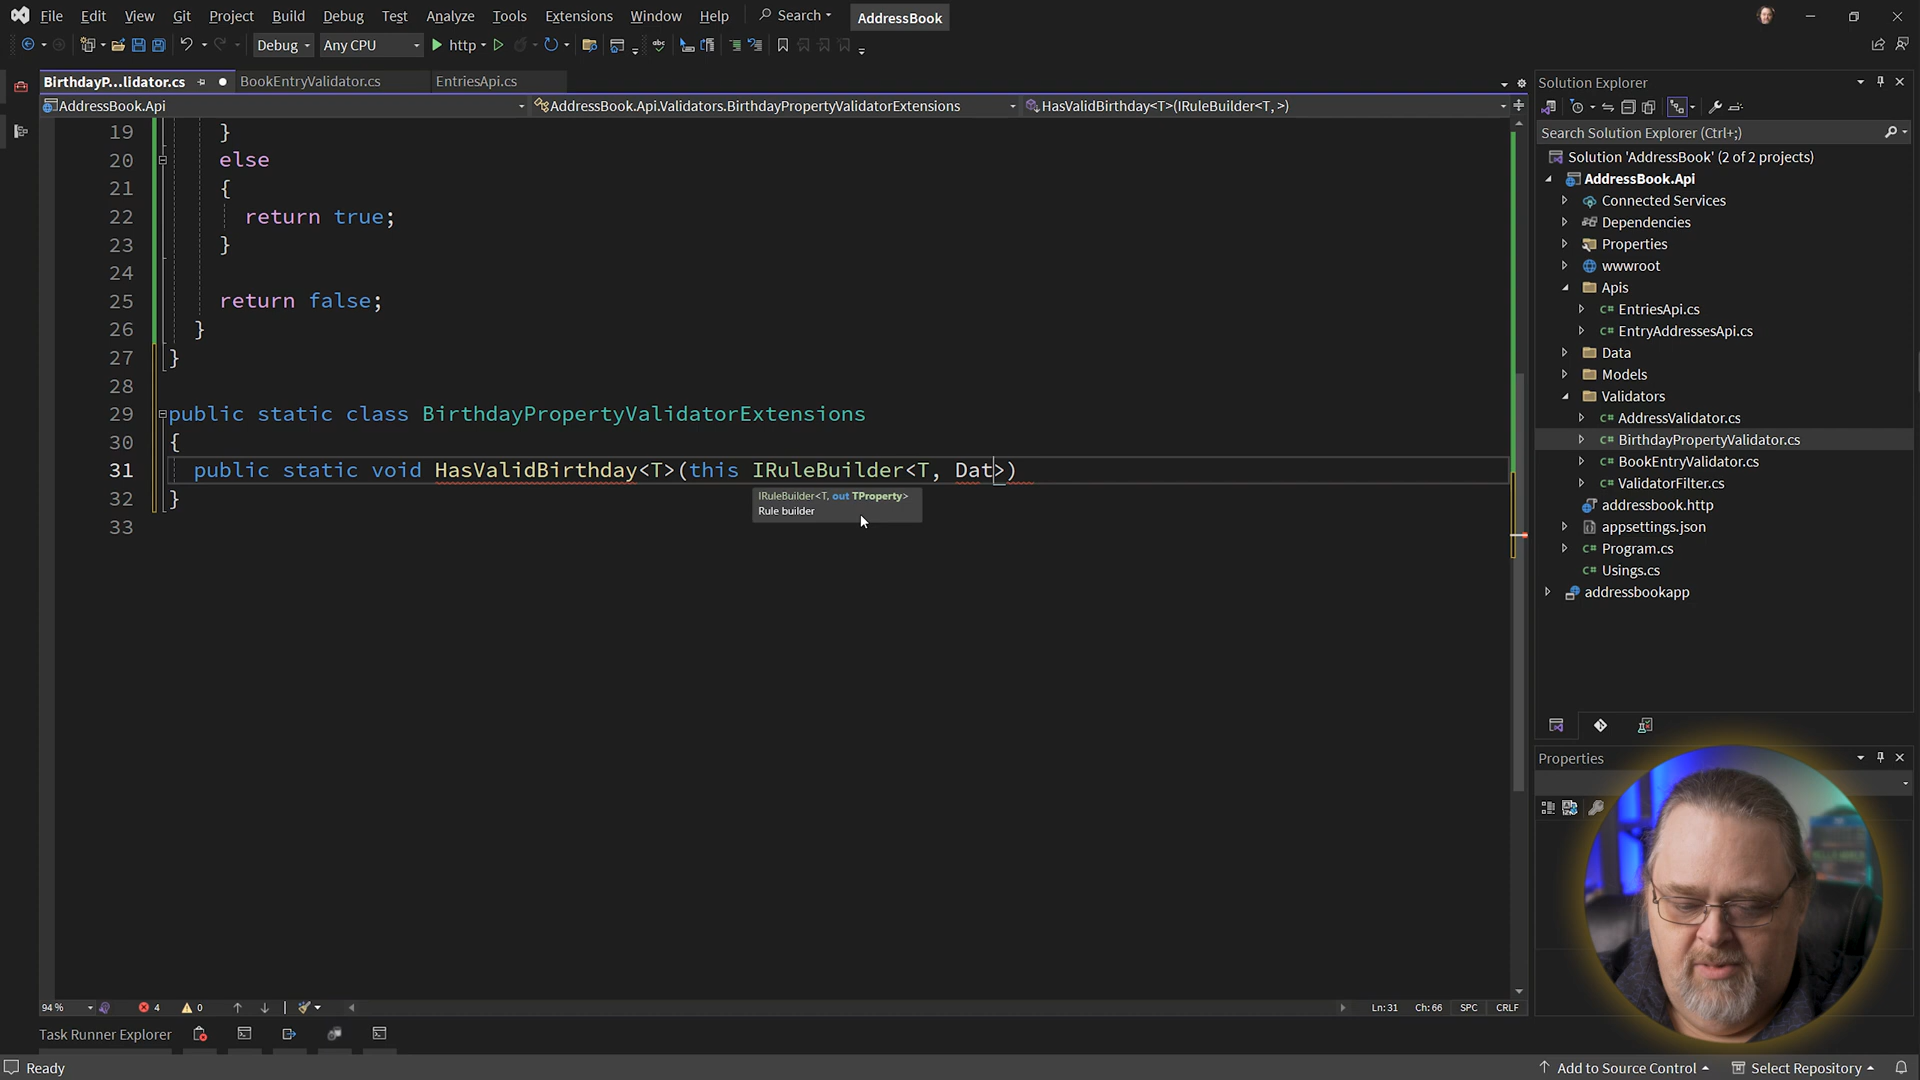 File Edit View Git Project Build Debug Test Analyze Tools Extensions Window Help Search AddressBook
Debug Any CPU http
BirthdayP...lidator.cs BookEntryValidator.cs EntriesApi.cs
AddressBook.Api AddressBook.Api.Validators.BirthdayPropertyValidatorExtensions HasValidBirthday<T>(IRuleBuilder<T, >)
19 }
20 else
21 {
22 return true;
23 }
24
25 return false;
26 }
27 }
28
29 public static class BirthdayPropertyValidatorExtensions
30 {
31 public static void HasValidBirthday<T>(this IRuleBuilder<T, Dat>)
IRuleBuilder<T, out TProperty>
Rule builder
32 }
33
94 % 4 0 Ln: 31 Ch: 66 SPC CRLF
Task Runner Explorer
Ready Add to Source Control Select Repository
Solution Explorer
Search Solution Explorer (Ctrl+;)
Solution 'AddressBook' (2 of 2 projects)
AddressBook.Api
Connected Services
Dependencies
Properties
wwwroot
Apis
C# EntriesApi.cs
C# EntryAddressesApi.cs
Data
Models
Validators
C# AddressValidator.cs
C# BirthdayPropertyValidator.cs
C# BookEntryValidator.cs
C# ValidatorFilter.cs
addressbook.http
appsettings.json
C# Program.cs
C# Usings.cs
addressbookapp
Properties